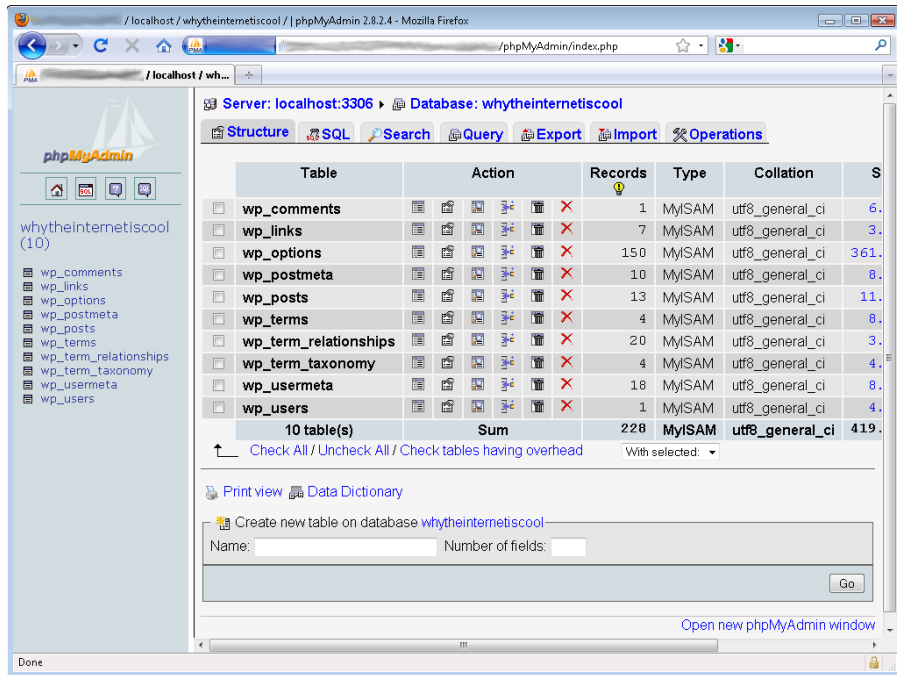 / localhost / whytheinternetiscool / | phpMyAdmin 2.8.2.4 - Mozilla Firefox
/phpMyAdmin/index.php
PMA / localhost / wh...
Server: localhost:3306 Database: whytheinternetiscool
Structure SQL Search Query Export Import Operations
phpMyAdmin
SQL
whytheinternetiscool
(10)
wp_comments
wp_links
wp_options
wp_postmeta
wp_posts
wp_terms
wp_term_relationships
wp_term_taxonomy
wp_usermeta
wp_users
Table Action Records Type Collation S
wp_comments 1 MyISAM utf8_general_ci 6.
wp_links 7 MyISAM utf8_general_ci 3.
wp_options 150 MyISAM utf8_general_ci 361.
wp_postmeta 10 MyISAM utf8_general_ci 8.
wp_posts 13 MyISAM utf8_general_ci 11.
wp_terms 4 MyISAM utf8_general_ci 8.
wp_term_relationships 20 MyISAM utf8_general_ci 3.
wp_term_taxonomy 4 MyISAM utf8_general_ci 4.
wp_usermeta 18 MyISAM utf8_general_ci 8.
wp_users 1 MyISAM utf8_general_ci 4.
10 table(s) Sum 228 MyISAM utf8_general_ci 419.
Check All / Uncheck All / Check tables having overhead With selected:
Print view Data Dictionary
Create new table on database whytheinternetiscool
Name: Number of fields:
Go
Open new phpMyAdmin window
Done